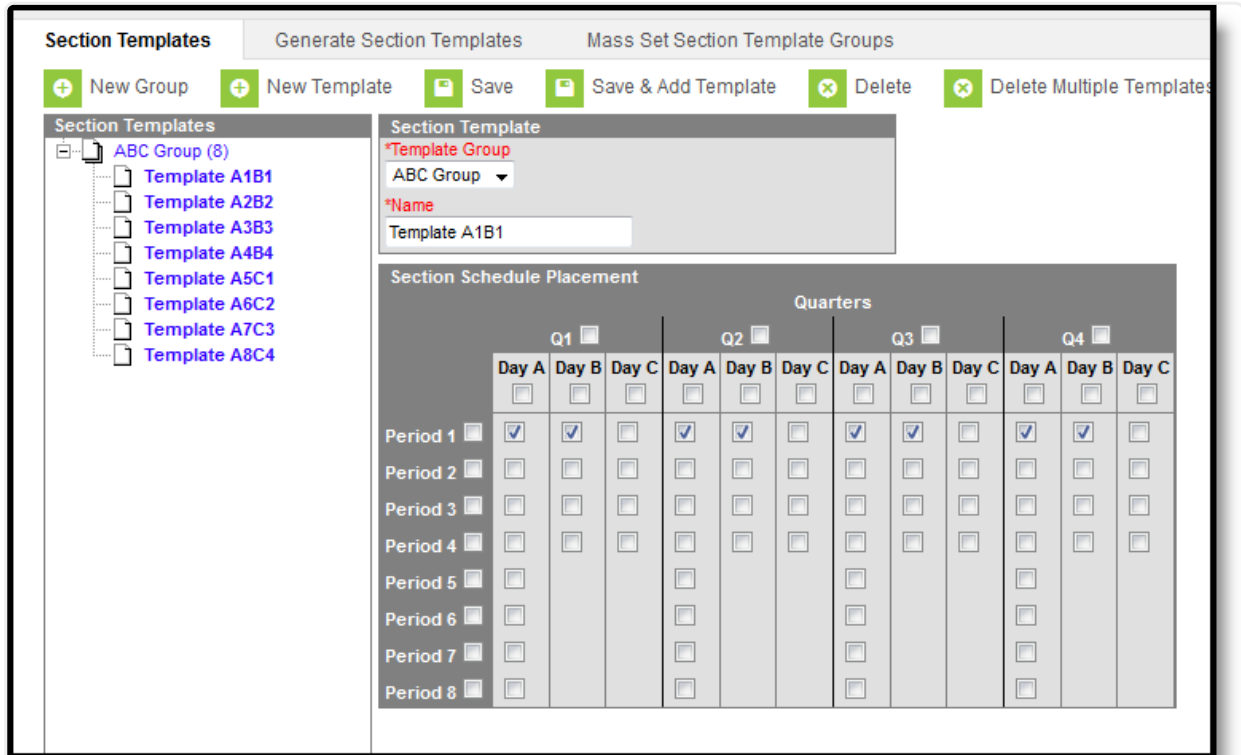 Section Templates Generate Section Templates Mass Set Section Template Groups
New Group New Template Save Save & Add Template Delete Delete Multiple Templates
Section Templates
ABC Group (8)
Template A1B1
Template A2B2
Template A3B3
Template A4B4
Template A5C1
Template A6C2
Template A7C3
Template A8C4
Section Template
*Template Group
ABC Group
*Name
Template A1B1
Section Schedule Placement
Quarters
Q1 Q2 Q3 Q4
Day A Day B Day C Day A Day B Day C Day A Day B Day C Day A Day B Day C
Period 1
Period 2
Period 3
Period 4
Period 5
Period 6
Period 7
Period 8